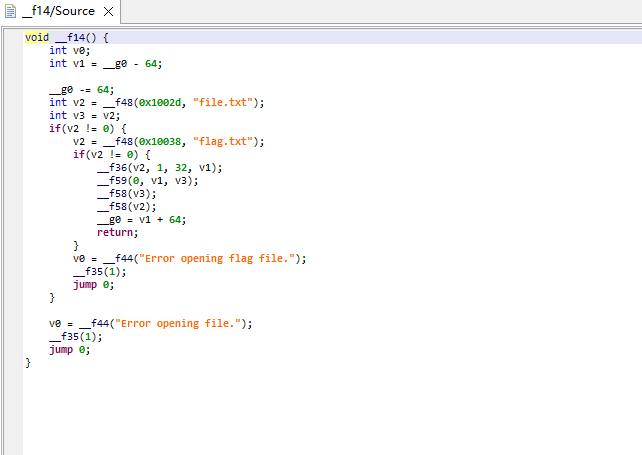 __f14/Source
void __f14() {
int v0;
int v1 = __g0 - 64;
__g0 -= 64;
int v2 = __f48(0x1002d, "file.txt");
int v3 = v2;
if(v2 != 0) {
v2 = __f48(0x10038, "flag.txt");
if(v2 != 0) {
__f36(v2, 1, 32, v1);
__f59(0, v1, v3);
__f58(v3);
__f58(v2);
__g0 = v1 + 64;
return;
}
v0 = __f44("Error opening flag file.");
__f35(1);
jump 0;
}
v0 = __f44("Error opening file.");
__f35(1);
jump 0;
}